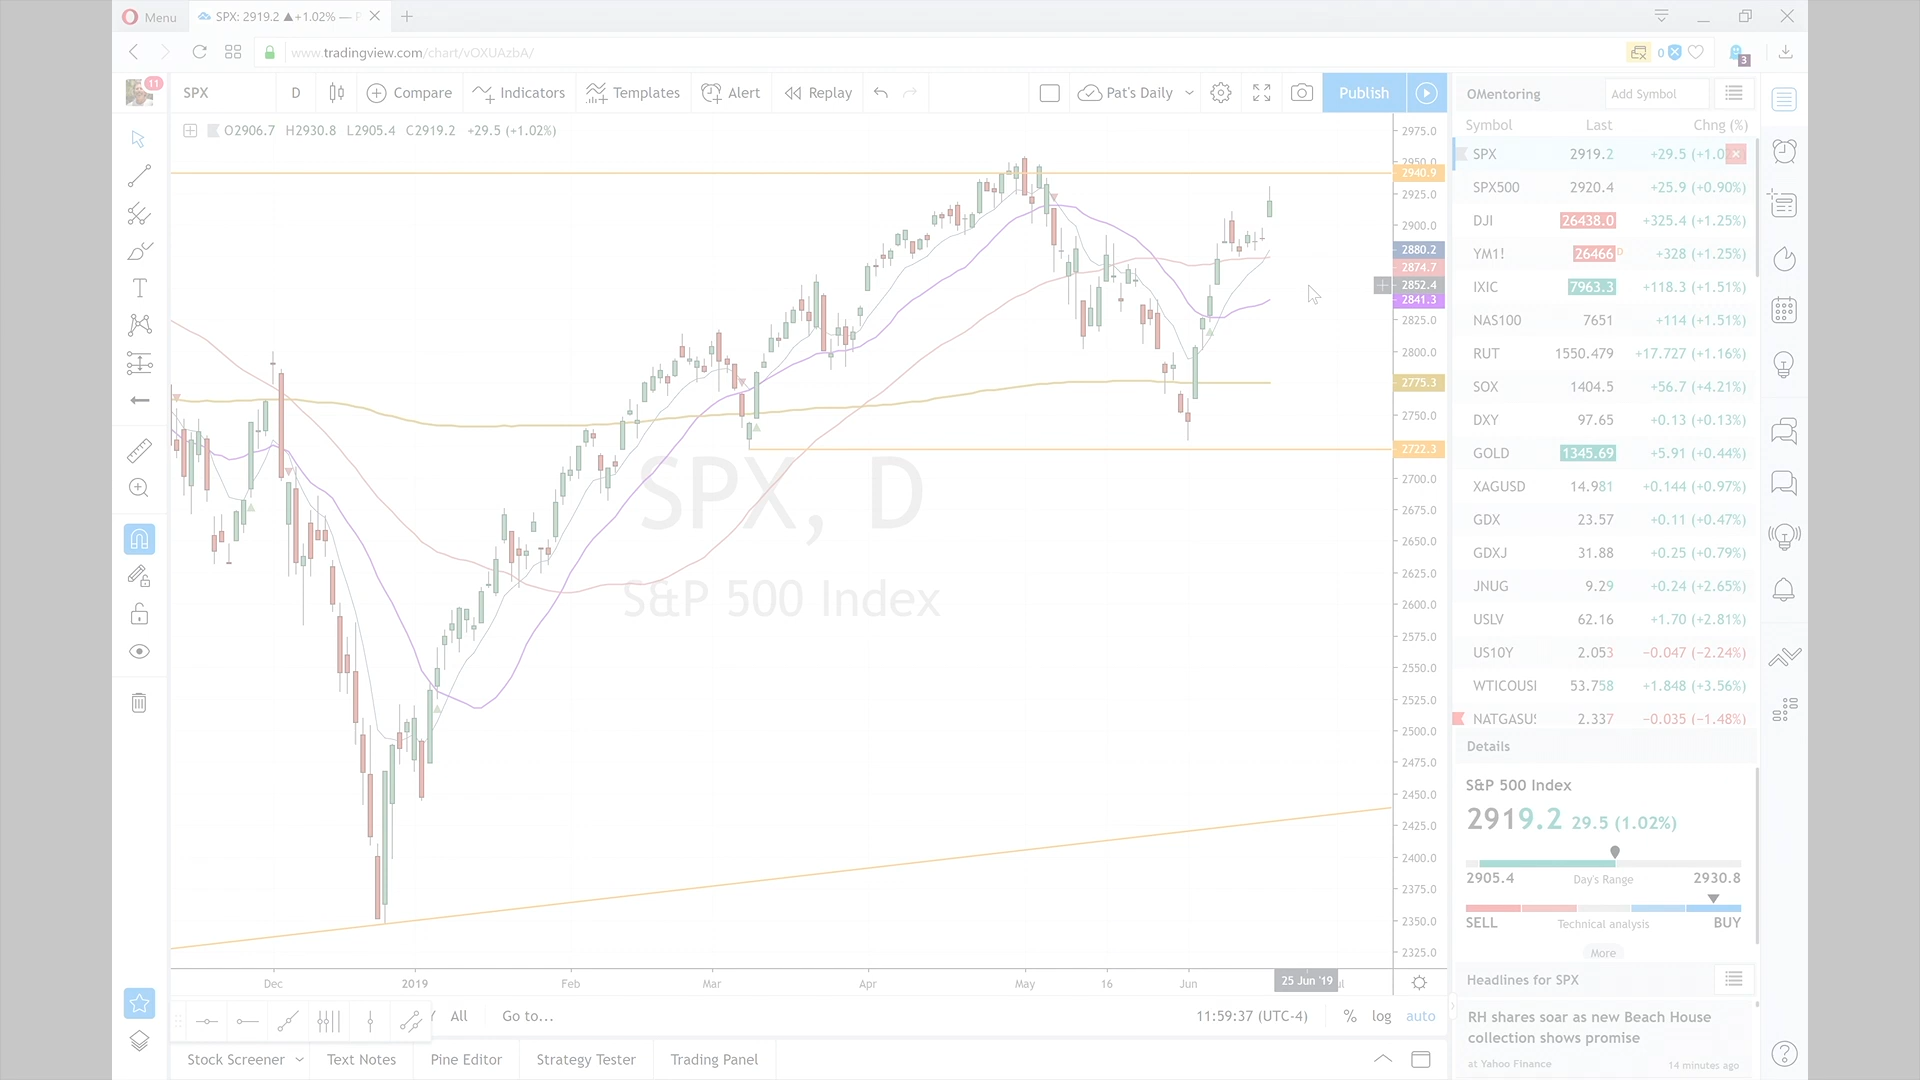 Menu
SPX: 2919.2 ▲+1.02% —
www.tradingview.com/chart/vOXUAzbA/
0
3
11
SPX
D
Compare
Indicators
Templates
Alert
Replay
Pat's Daily
Publish
O2906.7 H2930.8 L2905.4 C2919.2 +29.5 (+1.02%)
2975.0
2950.0
2940.9
2925.0
2900.0
2880.2
2874.7
2852.4
2841.3
2825.0
2800.0
2775.3
2750.0
2722.3
2700.0
2675.0
2650.0
2625.0
2600.0
2575.0
2550.0
2525.0
2500.0
2475.0
2450.0
2425.0
2400.0
2375.0
2350.0
2325.0
SPX, D
S&P 500 Index
Dec 2019 Feb Mar Apr May 16 Jun 25 Jun '19
All
Go to...
11:59:37 (UTC-4)
%
log
auto
Stock Screener
Text Notes
Pine Editor
Strategy Tester
Trading Panel
OMentoring
Add Symbol
Symbol Last Chng (%)
SPX 2919.2 +29.5 (+1.0
SPX500 2920.4 +25.9 (+0.90%)
DJI 26438.0 +325.4 (+1.25%)
YM1! 26466 D +328 (+1.25%)
IXIC 7963.3 +118.3 (+1.51%)
NAS100 7651 +114 (+1.51%)
RUT 1550.479 +17.727 (+1.16%)
SOX 1404.5 +56.7 (+4.21%)
DXY 97.65 +0.13 (+0.13%)
GOLD 1345.69 +5.91 (+0.44%)
XAGUSD 14.981 +0.144 (+0.97%)
GDX 23.57 +0.11 (+0.47%)
GDXJ 31.88 +0.25 (+0.79%)
JNUG 9.29 +0.24 (+2.65%)
USLV 62.16 +1.70 (+2.81%)
US10Y 2.053 −0.047 (−2.24%)
WTICOUSI 53.758 +1.848 (+3.56%)
NATGASUS 2.337 −0.035 (−1.48%)
Details
S&P 500 Index
2919.2 29.5 (1.02%)
2905.4 Day's Range 2930.8
SELL Technical analysis BUY
More
Headlines for SPX
RH shares soar as new Beach House
collection shows promise
at Yahoo Finance 14 minutes ago